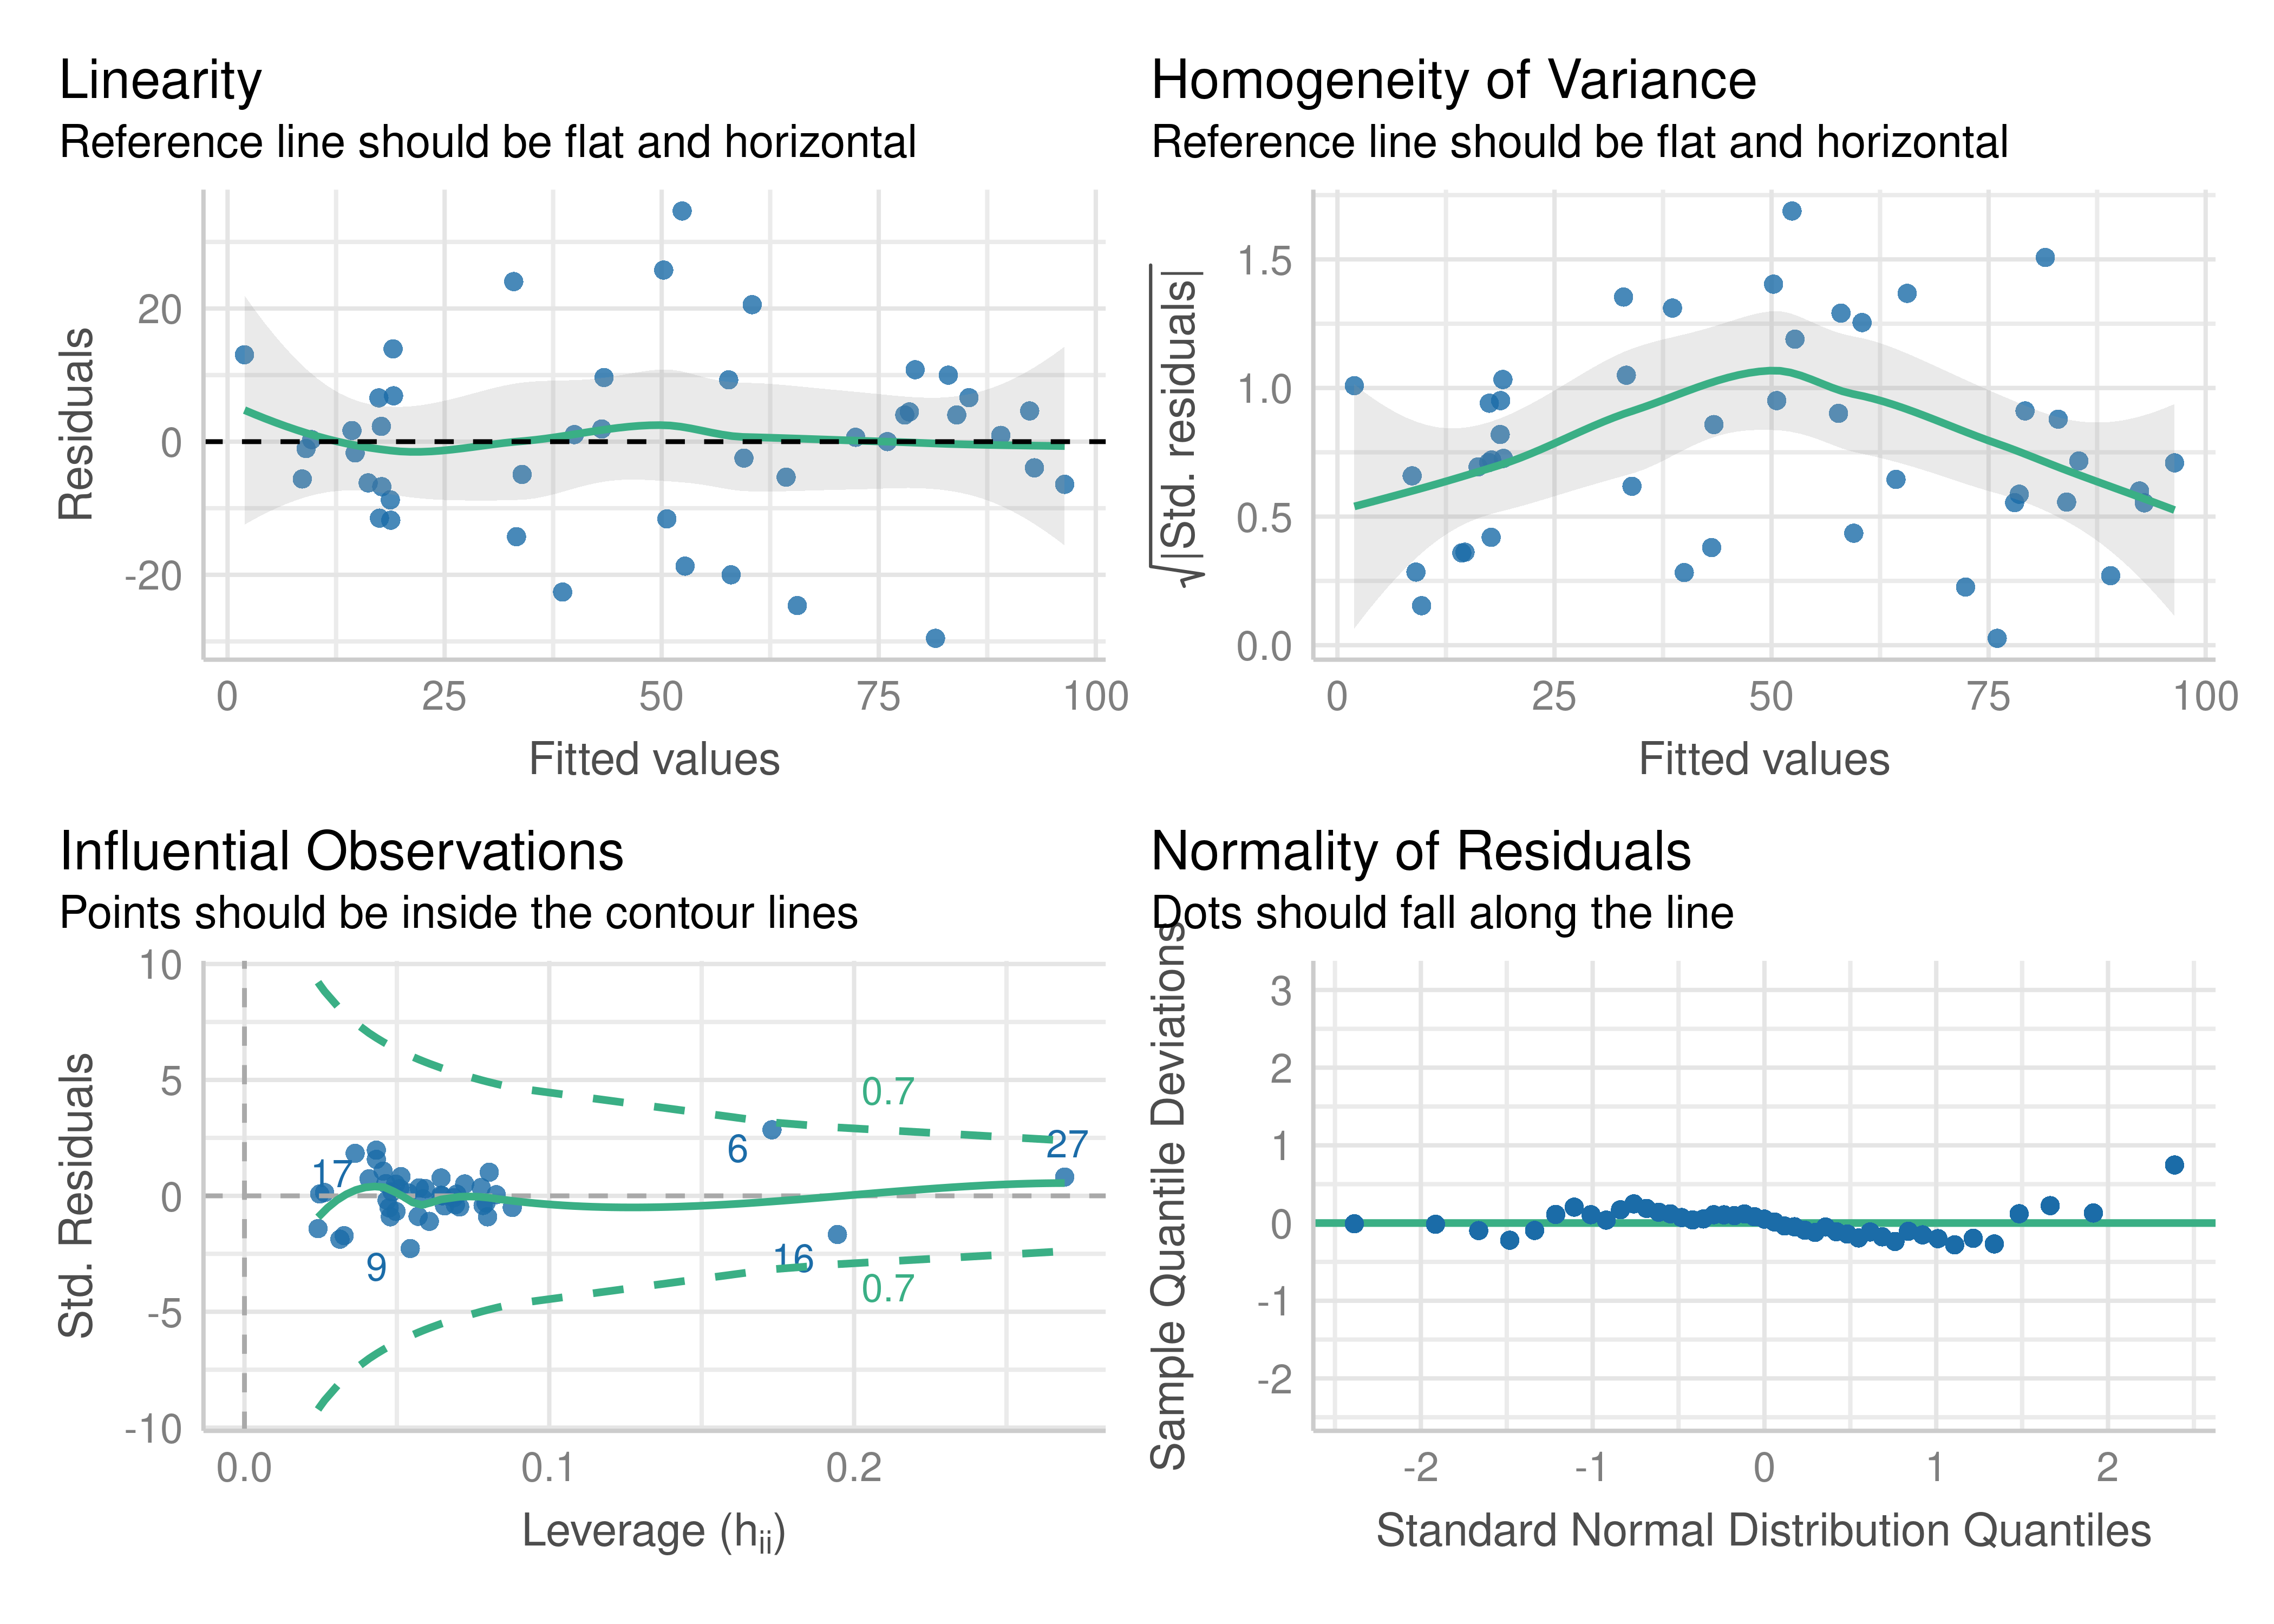 Linearity
Reference line should be flat and horizontal
Residuals
20
0
-20
0 25 50 75 100
Fitted values
Homogeneity of Variance
Reference line should be flat and horizontal
√|Std. residuals|
1.5
1.0
0.5
0.0
0 25 50 75 100
Fitted values
Influential Observations
Points should be inside the contour lines
Std. Residuals
10
5
0
-5
-10
0.7
6
27
17
9
16
0.7
0.0 0.1 0.2
Leverage (hii)
Normality of Residuals
Dots should fall along the line
Sample Quantile Deviations
3
2
1
0
-1
-2
-2 -1 0 1 2
Standard Normal Distribution Quantiles